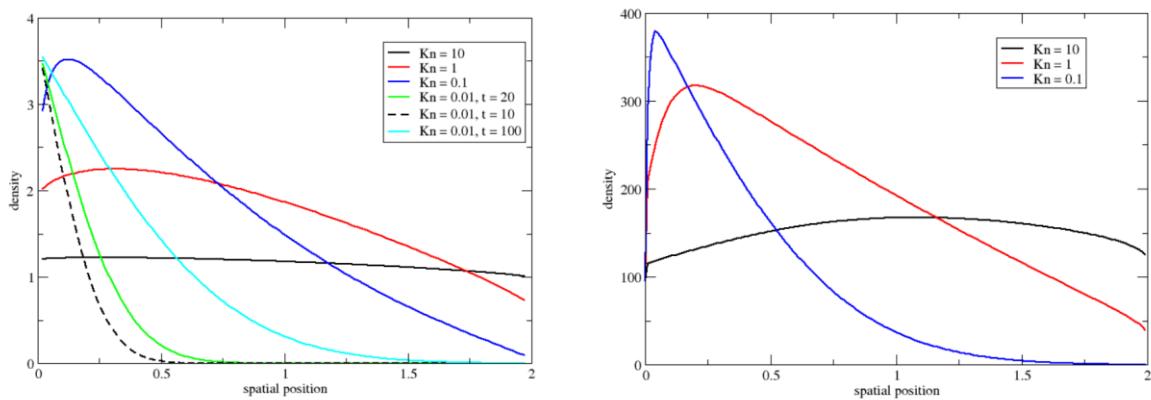 4
3
2
1
0
density
0
0.5
1
1.5
2
spatial position
Kn = 10
Kn = 1
Kn = 0.1
Kn = 0.01, t = 20
Kn = 0.01, t = 10
Kn = 0.01, t = 100
400
300
200
100
0
density
0
0.5
1
1.5
2
spatial position
Kn = 10
Kn = 1
Kn = 0.1